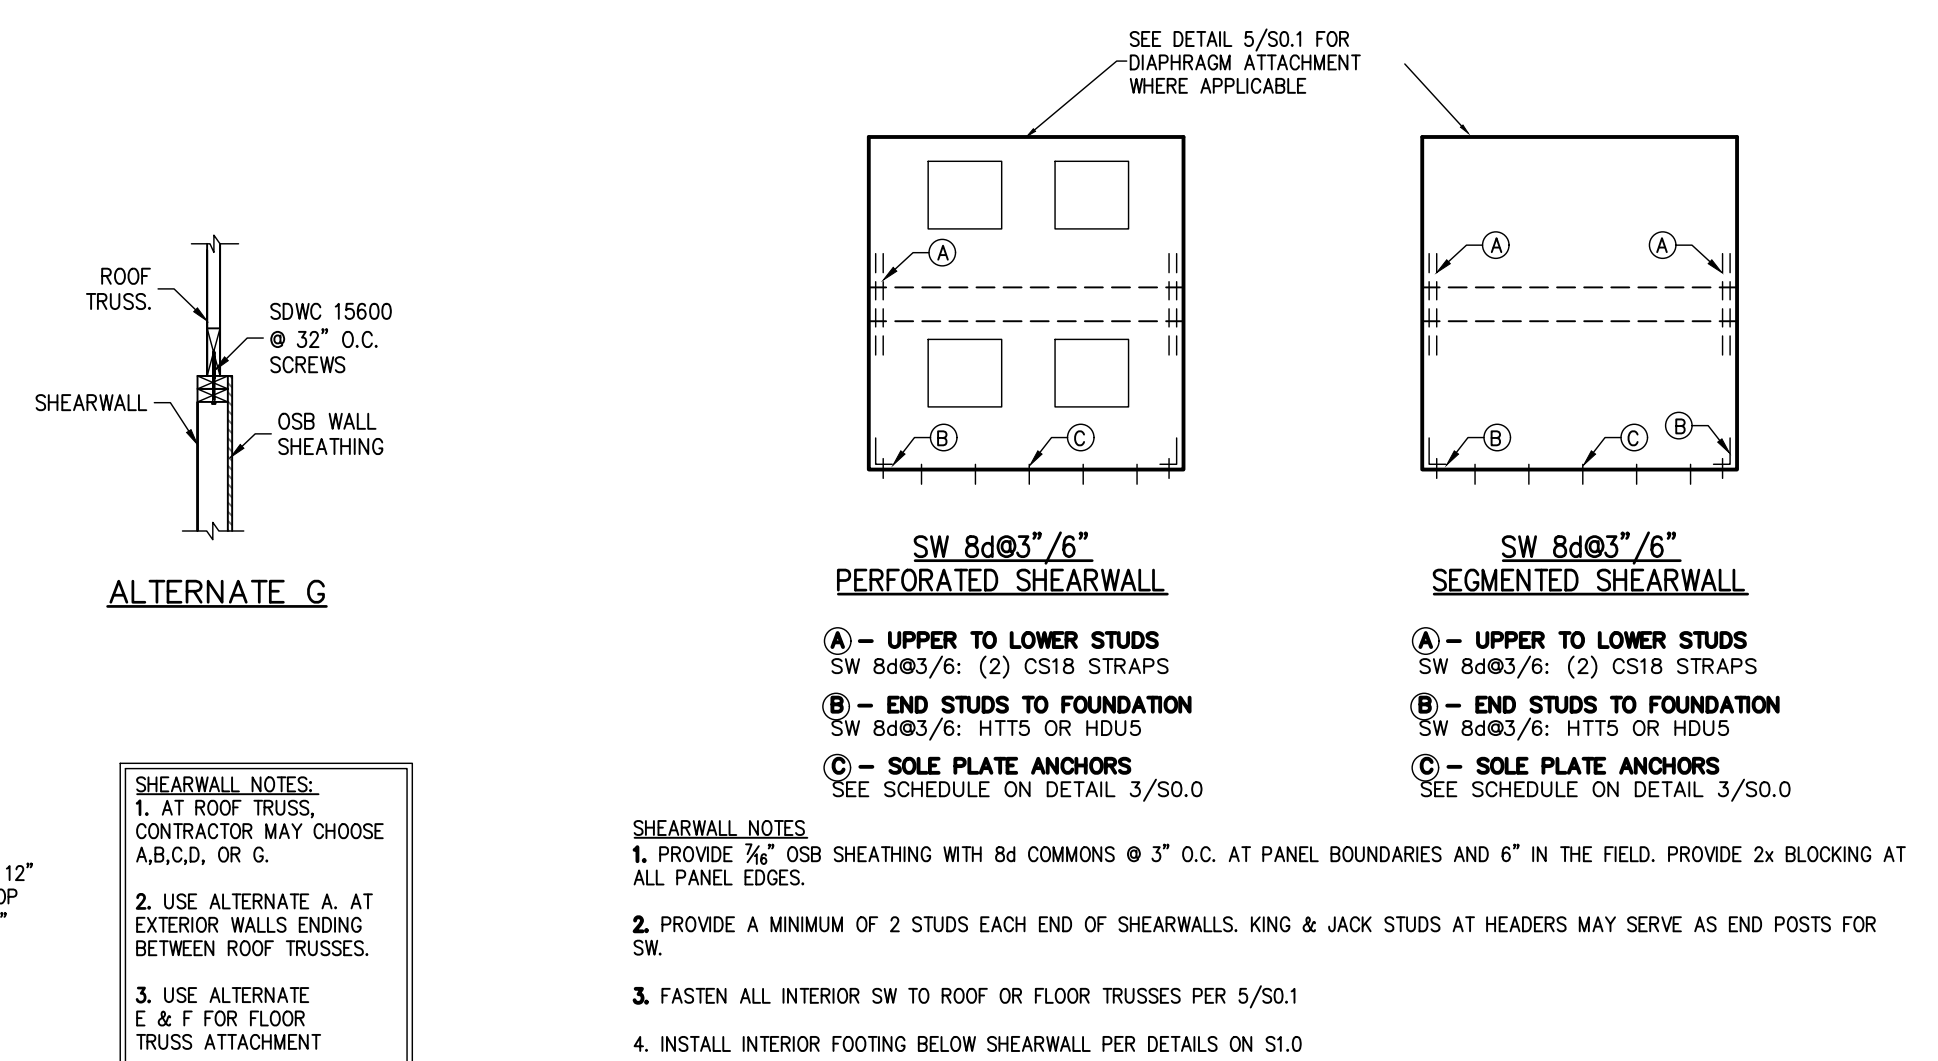 SEE DETAIL 5/S0.1 FOR
DIAPHRAGM ATTACHMENT
WHERE APPLICABLE
ROOF
TRUSS.
SDWC 15600
@ 32" O.C.
SCREWS
SHEARWALL
OSB WALL
SHEATHING
ALTERNATE G
A
B
C
A
A
B
C
B
SW 8d@3"/6"
PERFORATED SHEARWALL
A – UPPER TO LOWER STUDS
SW 8d@3/6: (2) CS18 STRAPS
B – END STUDS TO FOUNDATION
SW 8d@3/6: HTT5 OR HDU5
C – SOLE PLATE ANCHORS
SEE SCHEDULE ON DETAIL 3/S0.0
SW 8d@3"/6"
SEGMENTED SHEARWALL
A – UPPER TO LOWER STUDS
SW 8d@3/6: (2) CS18 STRAPS
B – END STUDS TO FOUNDATION
SW 8d@3/6: HTT5 OR HDU5
C – SOLE PLATE ANCHORS
SEE SCHEDULE ON DETAIL 3/S0.0
12"
SHEARWALL NOTES:
1. AT ROOF TRUSS,
CONTRACTOR MAY CHOOSE
A,B,C,D, OR G.
2. USE ALTERNATE A. AT
EXTERIOR WALLS ENDING
BETWEEN ROOF TRUSSES.
3. USE ALTERNATE
E & F FOR FLOOR
TRUSS ATTACHMENT
SHEARWALL NOTES
1. PROVIDE 7/16" OSB SHEATHING WITH 8d COMMONS @ 3" O.C. AT PANEL BOUNDARIES AND 6" IN THE FIELD. PROVIDE 2x BLOCKING AT
ALL PANEL EDGES.
2. PROVIDE A MINIMUM OF 2 STUDS EACH END OF SHEARWALLS. KING & JACK STUDS AT HEADERS MAY SERVE AS END POSTS FOR
SW.
3. FASTEN ALL INTERIOR SW TO ROOF OR FLOOR TRUSSES PER 5/S0.1
4. INSTALL INTERIOR FOOTING BELOW SHEARWALL PER DETAILS ON S1.0